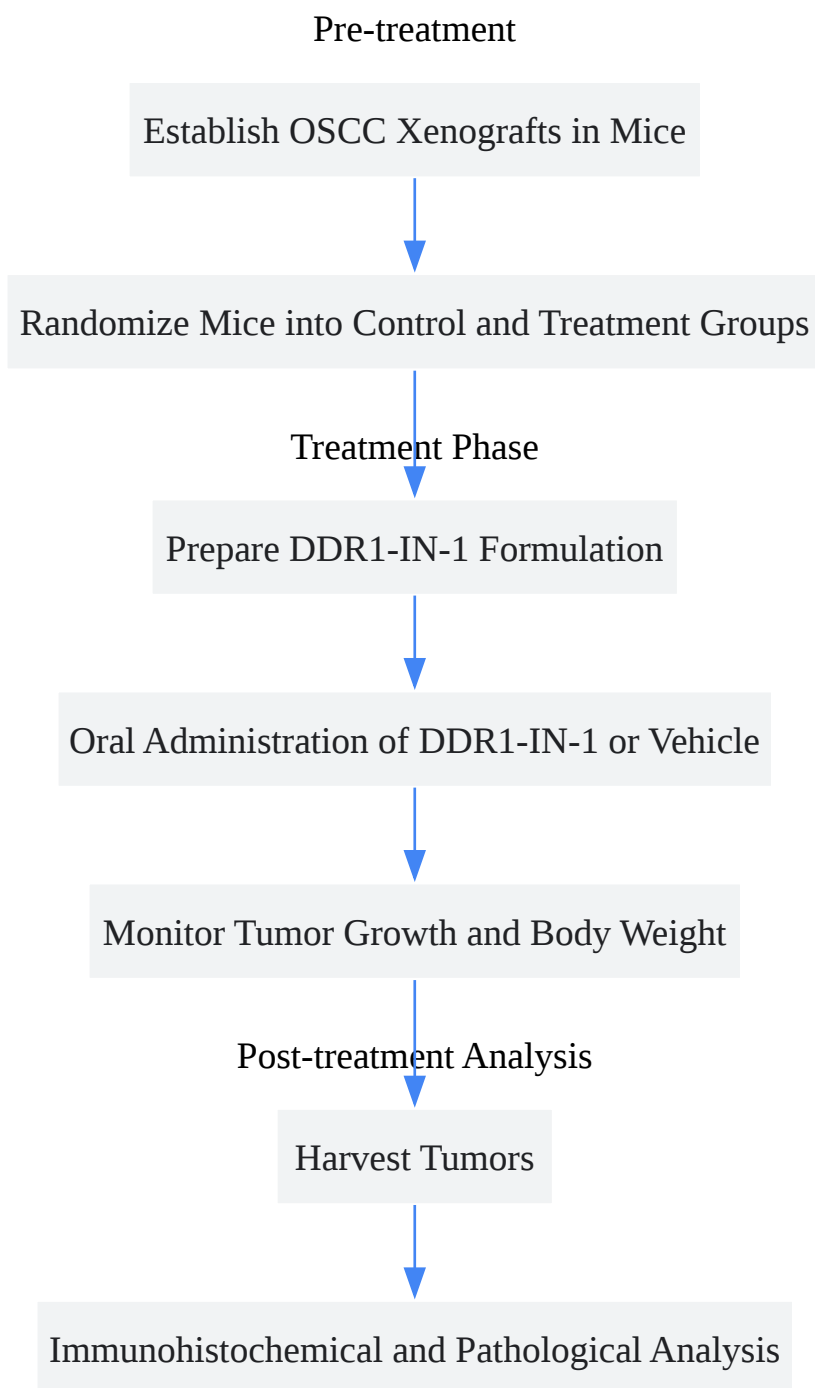 Pre-treatment
Establish OSCC Xenografts in Mice
Randomize Mice into Control and Treatment Groups
Treatment Phase
Prepare DDR1-IN-1 Formulation
Oral Administration of DDR1-IN-1 or Vehicle
Monitor Tumor Growth and Body Weight
Post-treatment Analysis
Harvest Tumors
Immunohistochemical and Pathological Analysis